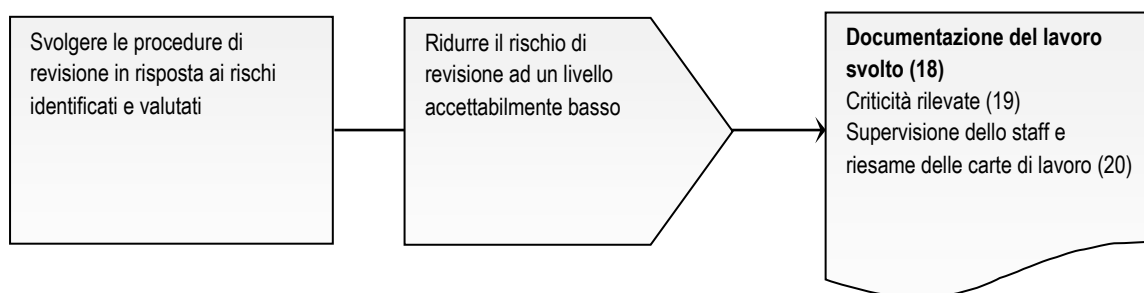 Svolgere le procedure di
revisione in risposta ai rischi
identificati e valutati
Ridurre il rischio di
revisione ad un livello
accettabilmente basso
Documentazione del lavoro
svolto (18)
Criticità rilevate (19)
Supervisione dello staff e
riesame delle carte di lavoro (20)